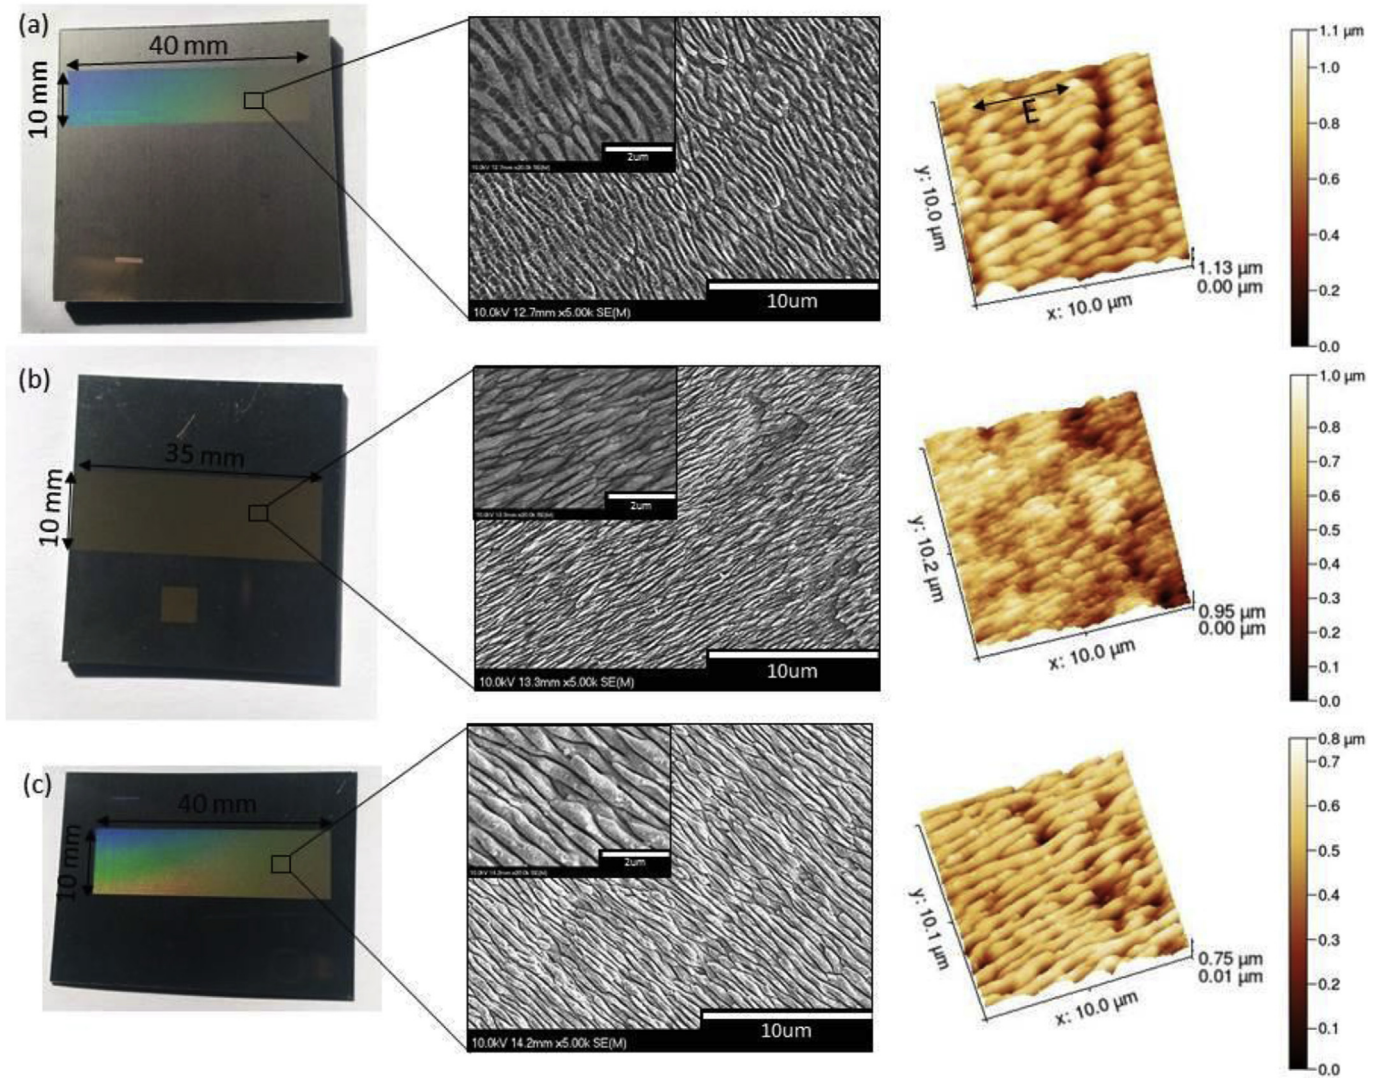 (a)
40 mm
10 mm
2um
10um
10.0kV 12.7mm x5.00k SE(M)
E
y: 10.0 µm
x: 10.0 µm
1.13 µm
0.00 µm
1.1 µm
1.0
0.8
0.6
0.4
0.2
0.0
(b)
35 mm
10 mm
2um
10um
10.0kV 13.3mm x5.00k SE(M)
y: 10.2 µm
x: 10.0 µm
0.95 µm
0.00 µm
1.0 µm
0.8
0.7
0.6
0.5
0.4
0.3
0.2
0.1
0.0
(c)
40 mm
10 mm
2um
10um
10.0kV 14.2mm x5.00k SE(M)
y: 10.1 µm
x: 10.0 µm
0.75 µm
0.01 µm
0.8 µm
0.7
0.6
0.5
0.4
0.3
0.2
0.1
0.0